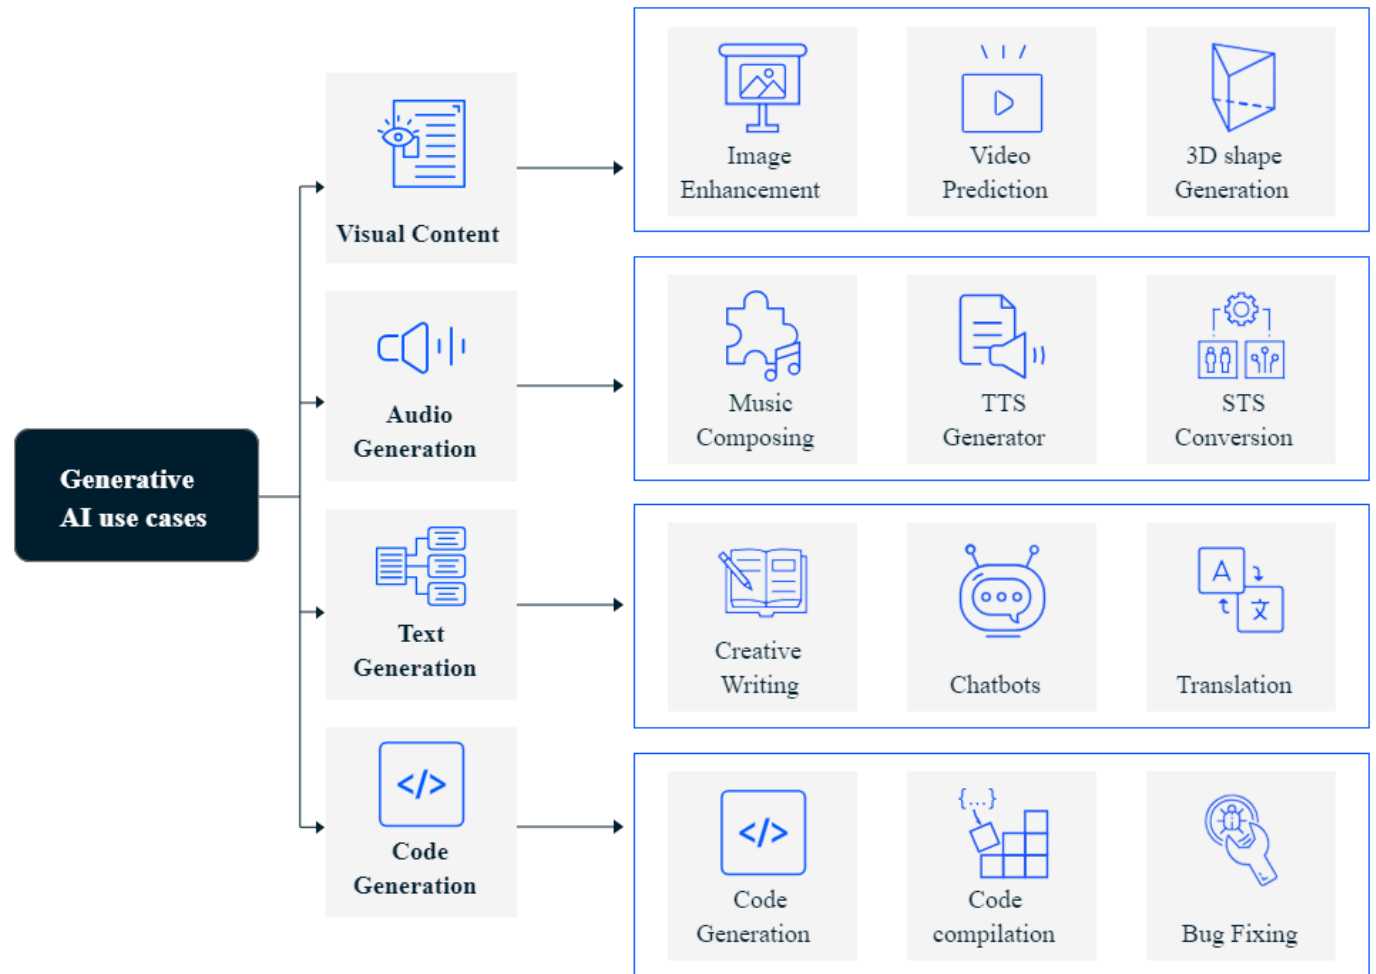 Generative
AI use cases
Visual Content
Image
Enhancement
Video
Prediction
3D shape
Generation
Audio
Generation
Music
Composing
TTS
Generator
STS
Conversion
Text
Generation
Creative
Writing
Chatbots
A
文
Translation
Code
Generation
</>
</>
Code
Generation
{...}
Code
compilation
Bug Fixing